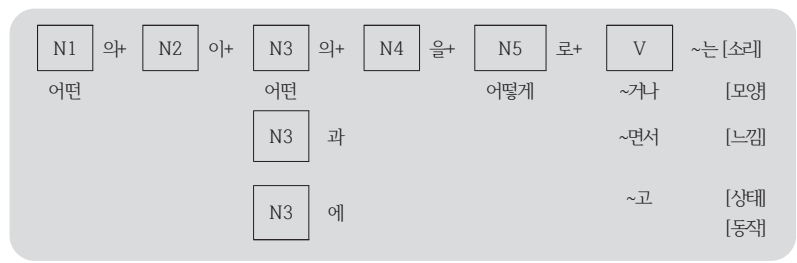 N1 의+ N2 이+ N3 의+ N4 을+ N5 로+ V ~는 [소리]
어떤 어떤 어떻게 ~거나 [모양]
N3 과 ~면서 [느낌]
N3 에 ~고 [상태]
[동작]